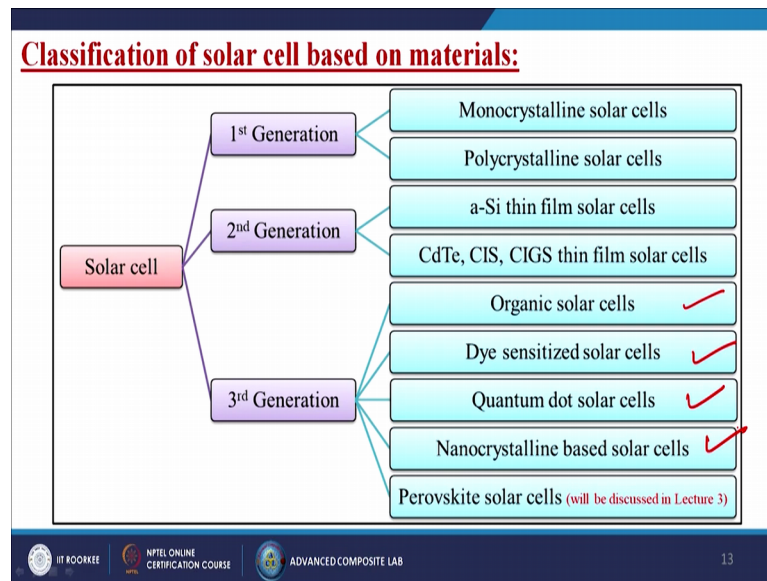 Classification of solar cell based on materials:
Solar cell
1st Generation
Monocrystalline solar cells
Polycrystalline solar cells
2nd Generation
a-Si thin film solar cells
CdTe, CIS, CIGS thin film solar cells
3rd Generation
Organic solar cells
Dye sensitized solar cells
Quantum dot solar cells
Nanocrystalline based solar cells
Perovskite solar cells (will be discussed in Lecture 3)
IIT ROORKEE
NPTEL ONLINE
CERTIFICATION COURSE
ADVANCED COMPOSITE LAB
13